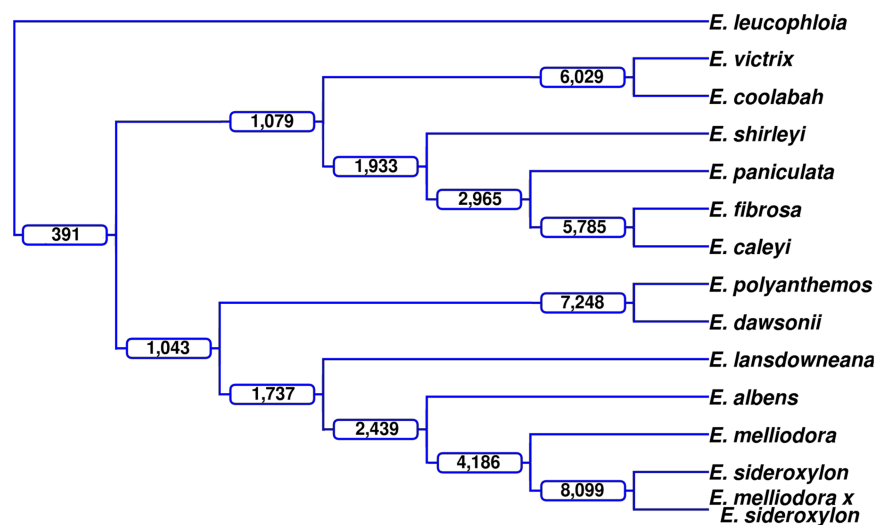 E. leucophloia
E. victrix
6,029
E. coolabah
1,079
E. shirleyi
1,933
E. paniculata
2,965
E. fibrosa
5,785
391
E. caleyi
E. polyanthemos
7,248
E. dawsonii
1,043
E. lansdowneana
1,737
E. albens
2,439
E. melliodora
4,186
E. sideroxylon
8,099
E. melliodora x
E. sideroxylon